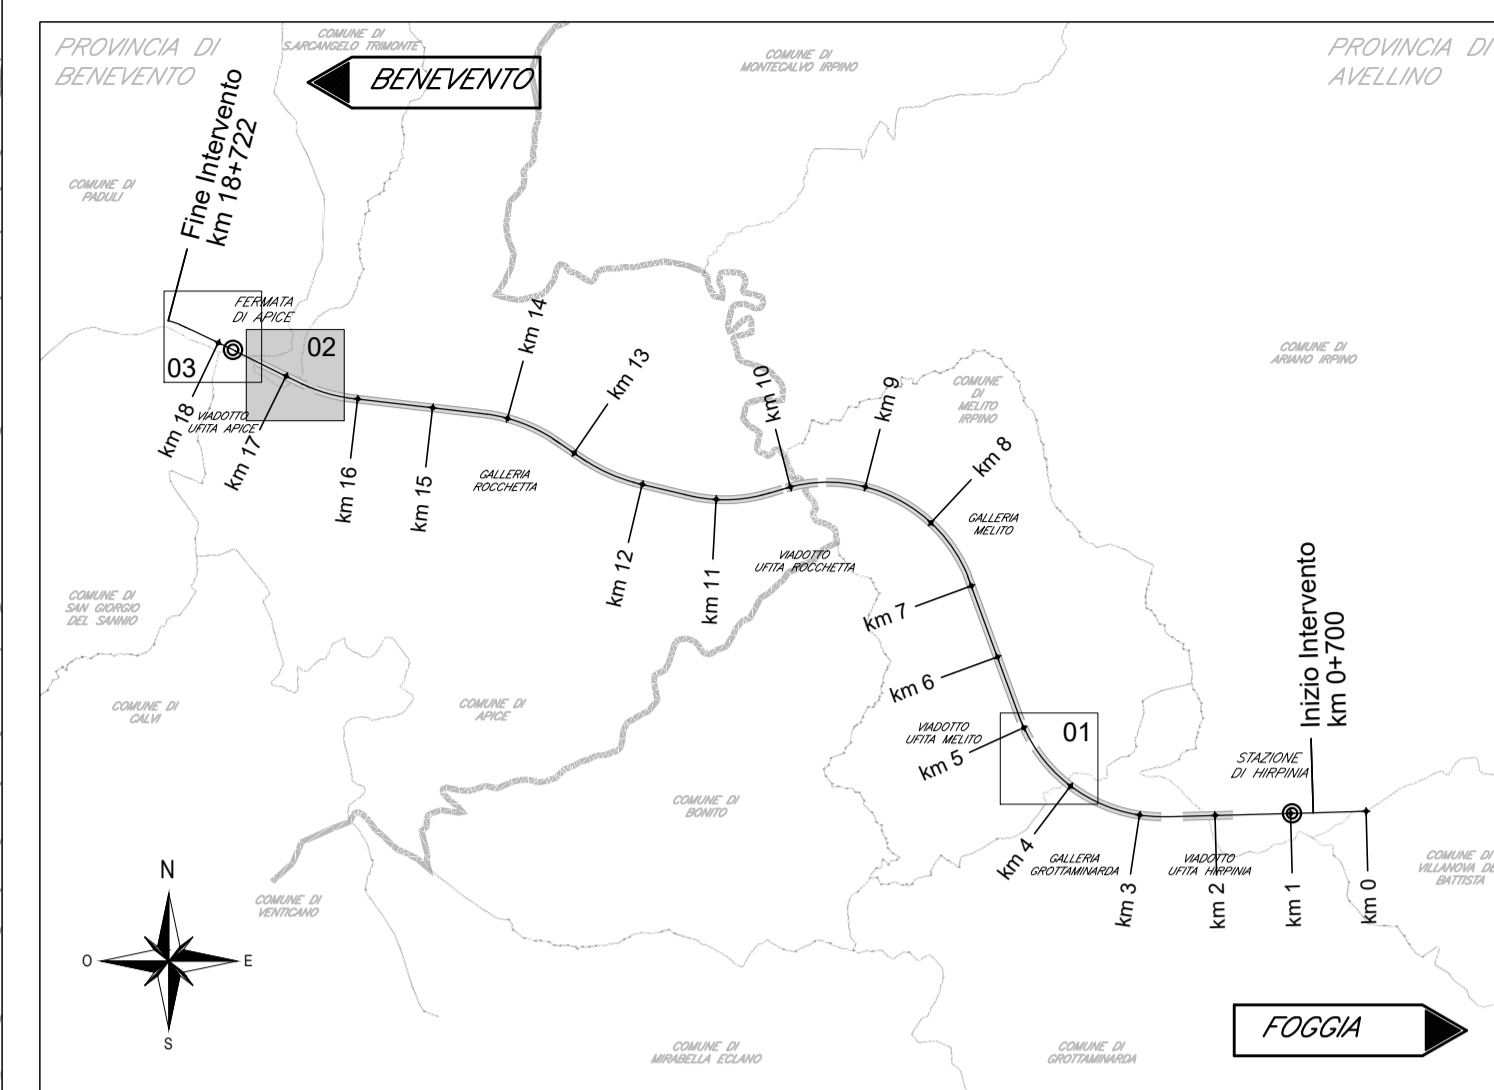 PROVINCIA DI
BENEVENTO
COMUNE DI
S.ARCANGELO TRIMONTE
BENEVENTO
COMUNE DI
MONTECALVO IRPINO
PROVINCIA DI
AVELLINO
COMUNE DI
PADULI
Fine Intervento
km 18+722
FERMATA
DI APICE
02
03
km 18
VIADOTTO
UFITA APICE
km 17
km 16
km 15
GALLERIA
ROCCHETTA
km 14
km 13
km 12
km 11
km 10
km 9
COMUNE
DI
MELITO
IRPINO
COMUNE DI
ARIANO IRPINO
km 8
GALLERIA
MELITO
VIADOTTO
UFITA ROCCHETTA
km 7
km 6
COMUNE DI
SAN GIORGIO
DEL SANNIO
COMUNE DI
CALVI
COMUNE DI
APICE
VIADOTTO
UFITA MELITO
km 5
01
Inizio Intervento
km 0+700
STAZIONE
DI HIRPINIA
COMUNE DI
BONITO
km 4
GALLERIA
GROTTAMINARDA
km 3
VIADOTTO
UFITA HIRPINIA
km 2
km 1
km 0
COMUNE DI
VILLANOVA DE
BATTISTA
COMUNE DI
VENTICANO
N
O
E
S
COMUNE DI
MIRABELLA ECLANO
COMUNE DI
GROTTAMINARDA
FOGGIA